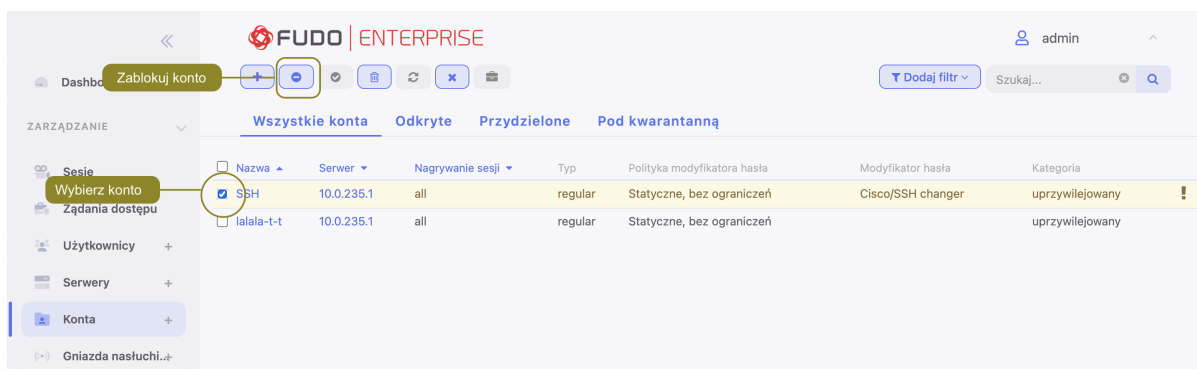 FUDO ENTERPRISE
admin
Zablokuj konto
Dodaj filtr
Szukaj...
ZARZĄDZANIE
Wszystkie konta Odkryte Przydzielone Pod kwarantanną
Nazwa Serwer Nagrywanie sesji Typ Polityka modyfikatora hasła Modyfikator hasła Kategoria
Sesje
Wybierz konto
SSH 10.0.235.1 all regular Statyczne, bez ograniczeń Cisco/SSH changer uprzywilejowany !
Żądania dostępu
lalala-t-t 10.0.235.1 all regular Statyczne, bez ograniczeń uprzywilejowany
Użytkownicy +
Serwery +
Konta +
Gniazda nasłuchi..+